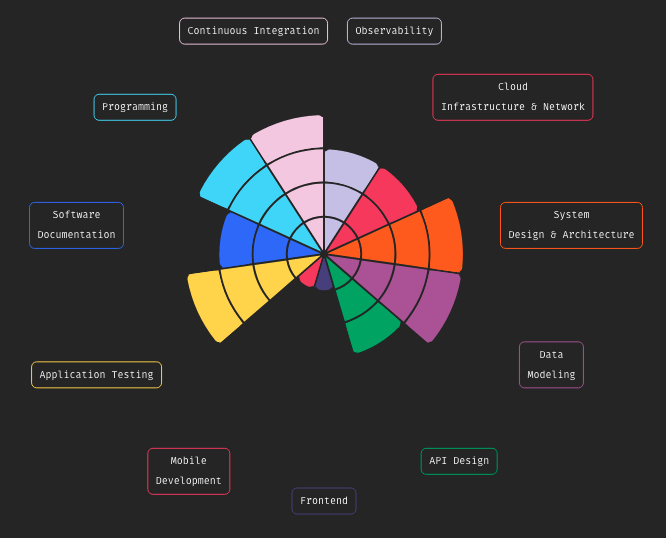 Continuous Integration
Observability
Cloud
Infrastructure & Network
Programming
Software
Documentation
System
Design & Architecture
Data
Modeling
Application Testing
Mobile
Development
API Design
Frontend